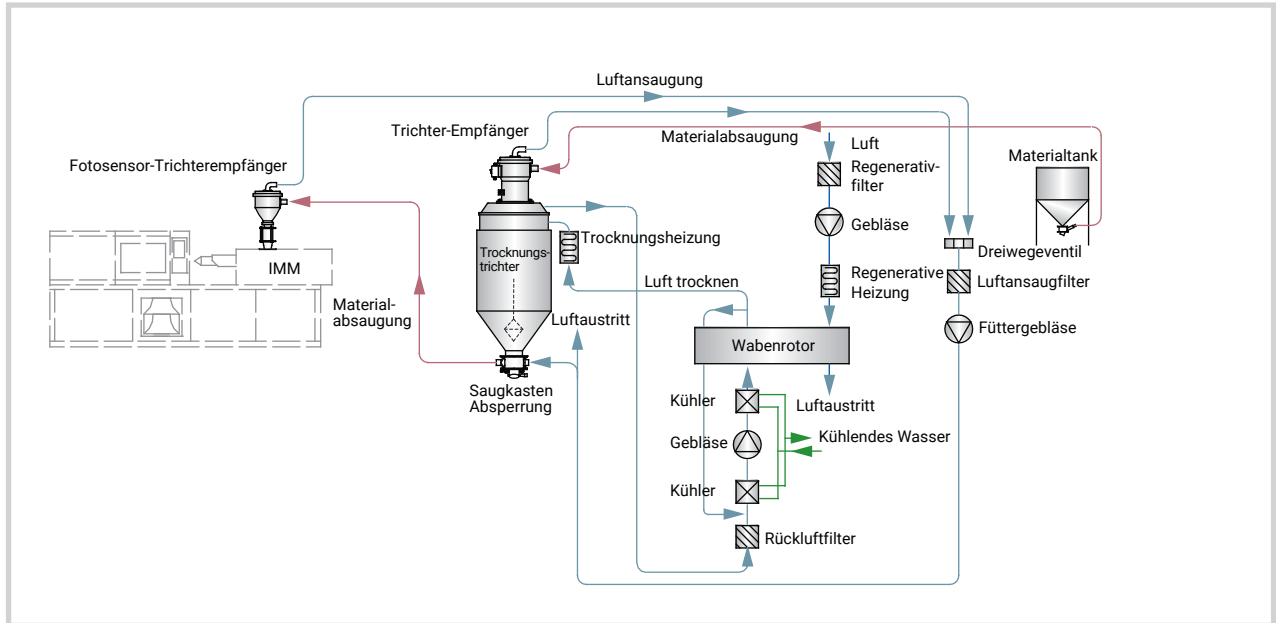 Luftansaugung
Trichter-Empfänger
Materialabsaugung
Luft
Fotosensor-Trichterempfänger
Regenerativ-
filter
Materialtank
Gebläse
Trocknungsheizung
Trocknungs-
trichter
Dreiwegeventil
IMM
Luft trocknen
Regenerative
Heizung
Luftansaugfilter
Material-
absaugung
Luftaustritt
Füttergebläse
Wabenrotor
Saugkasten
Absperrung
Kühler
Luftaustritt
Gebläse
Kühlendes Wasser
Kühler
Rückluftfilter